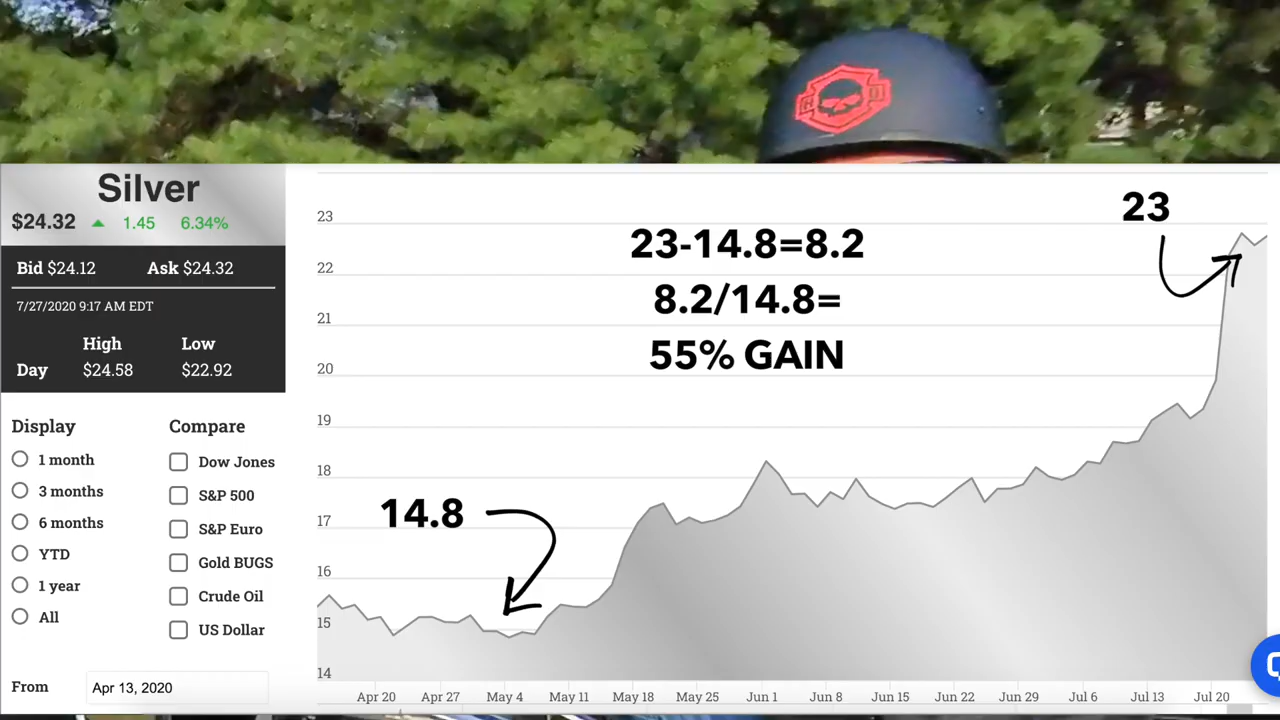 H D
Silver
$24.32 1.45 6.34%
Bid $24.12 Ask $24.32
7/27/2020 9:17 AM EDT
High Low
Day $24.58 $22.92
Display Compare
1 month Dow Jones
3 months S&P 500
6 months S&P Euro
YTD Gold BUGS
1 year Crude Oil
All US Dollar
From Apr 13, 2020
23
23-14.8=8.2
8.2/14.8=
55% GAIN
14.8
23
22
21
20
19
18
17
16
15
14
Apr 20 Apr 27 May 4 May 11 May 18 May 25 Jun 1 Jun 8 Jun 15 Jun 22 Jun 29 Jul 6 Jul 13 Jul 20